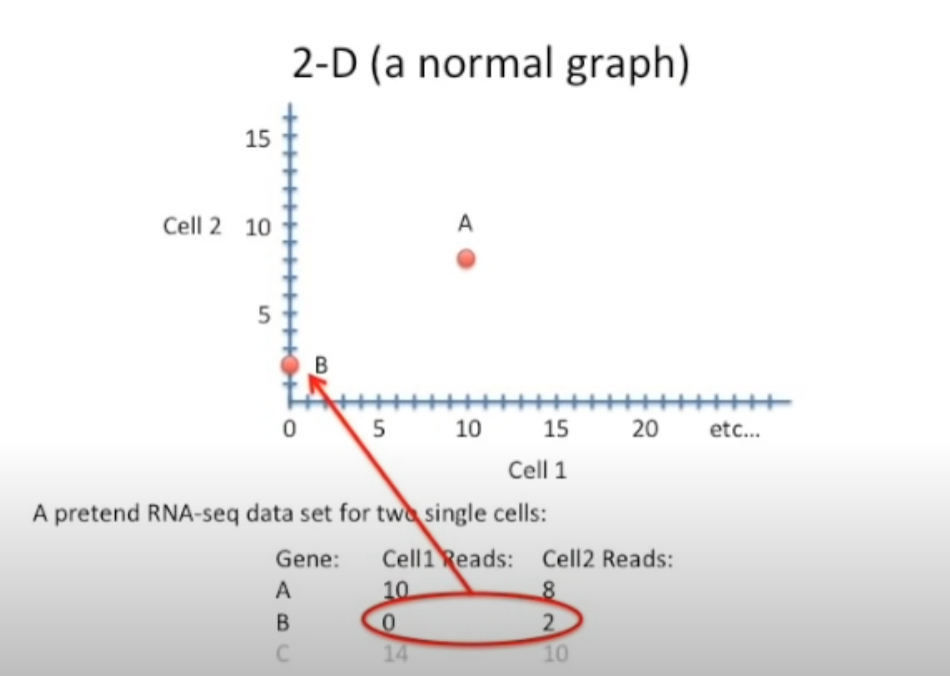 2-D (a normal graph)
15
Cell 2 10
A
5
B
0 5 10 15 20 etc...
Cell 1
A pretend RNA-seq data set for two single cells:
Gene: Cell1 Reads: Cell2 Reads:
A 10 8
B 0 2
C 14 10